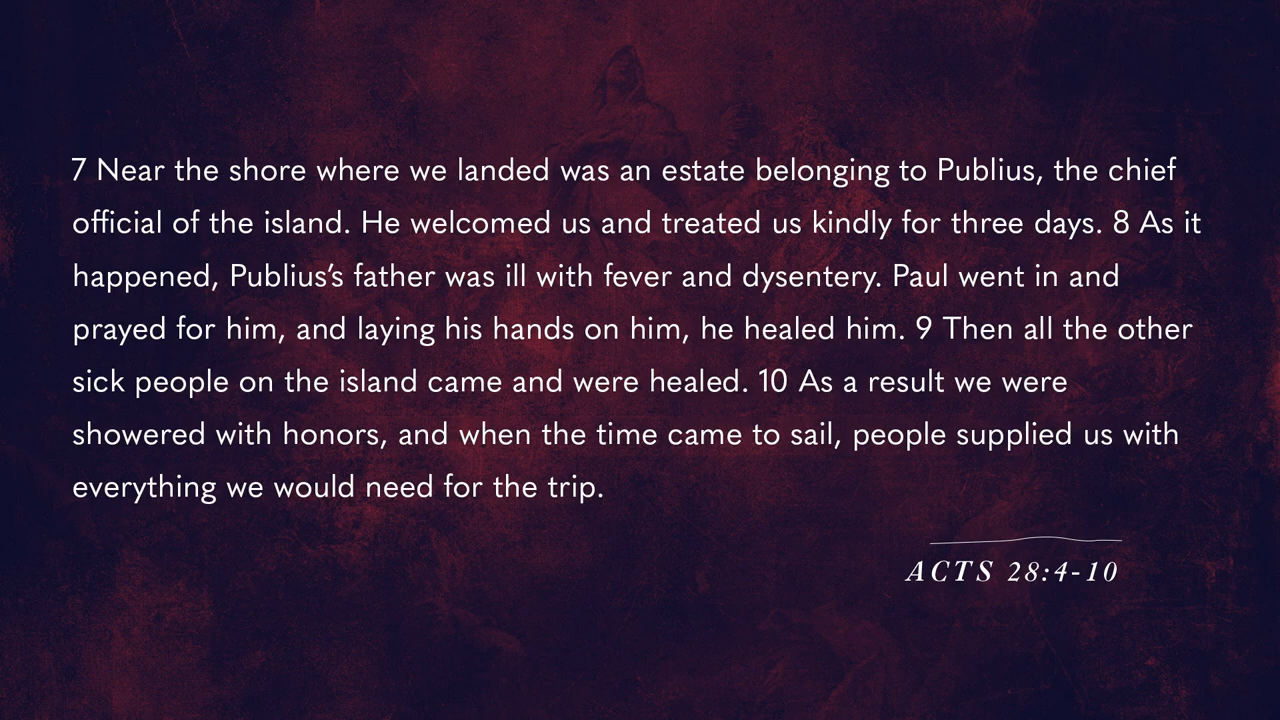 7 Near the shore where we landed was an estate belonging to Publius, the chief
official of the island. He welcomed us and treated us kindly for three days. 8 As it
happened, Publius’s father was ill with fever and dysentery. Paul went in and
prayed for him, and laying his hands on him, he healed him. 9 Then all the other
sick people on the island came and were healed. 10 As a result we were
showered with honors, and when the time came to sail, people supplied us with
everything we would need for the trip.
ACTS 28:4-10